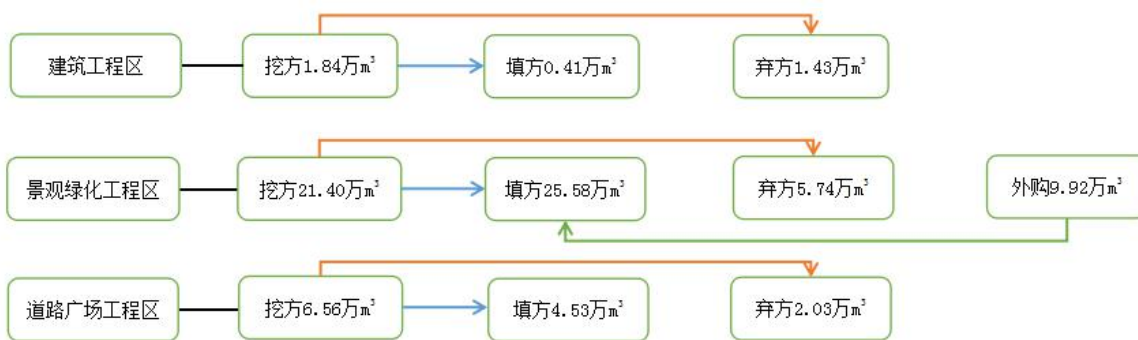 建筑工程区 挖方1.84万m³ 填方0.41万m³ 弃方1.43万m³
景观绿化工程区 挖方21.40万m³ 填方25.58万m³ 弃方5.74万m³ 外购9.92万m³
道路广场工程区 挖方6.56万m³ 填方4.53万m³ 弃方2.03万m³